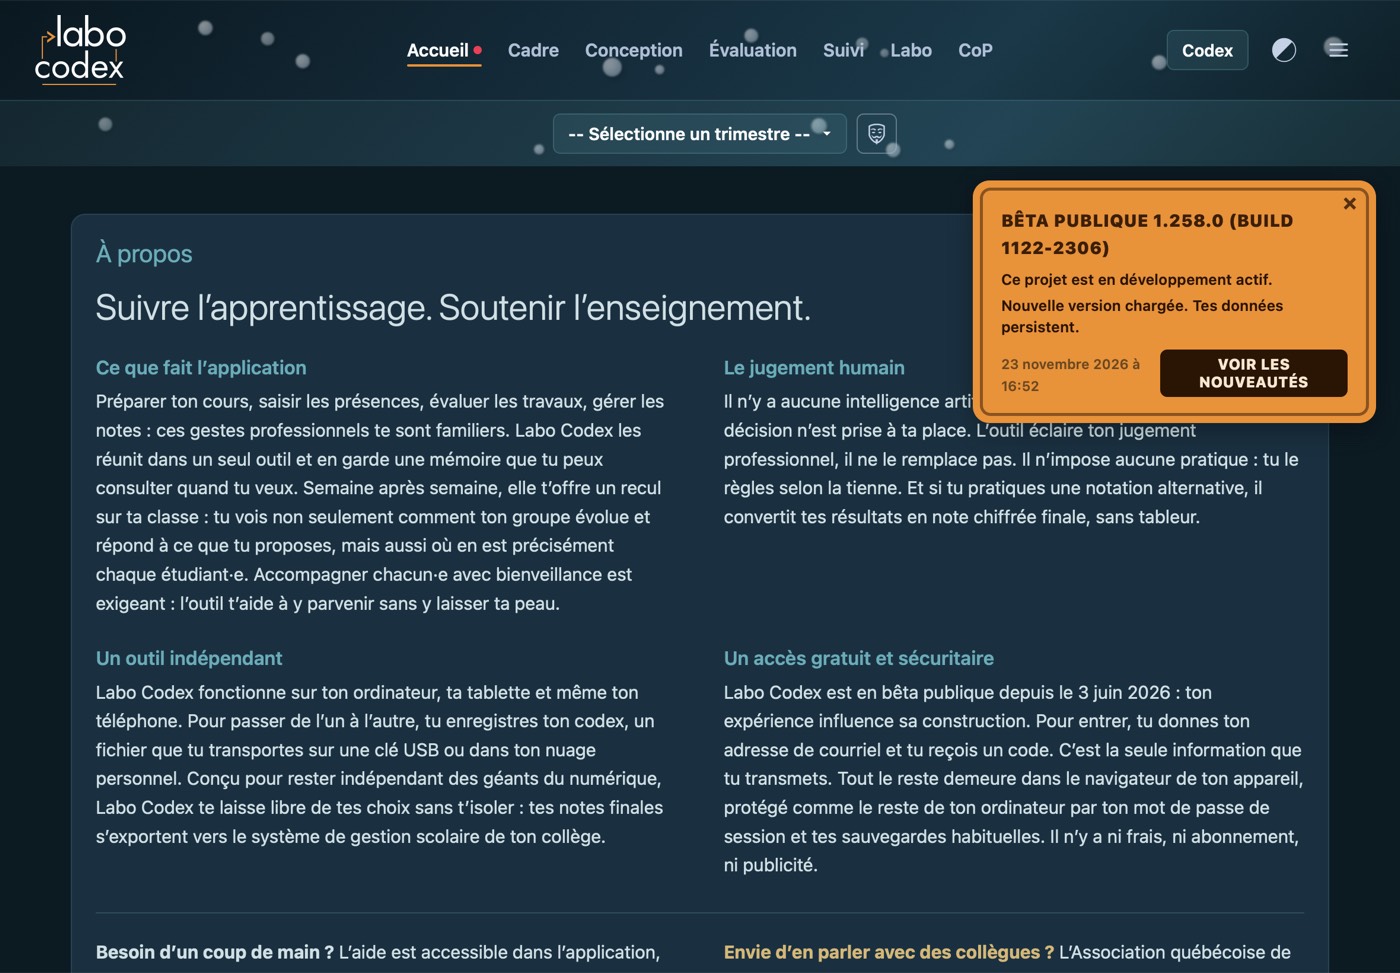 labo
codex
Accueil Cadre Conception Évaluation Suivi Labo CoP
Codex
-- Sélectionne un trimestre --
BÊTA PUBLIQUE 1.258.0 (BUILD
1122-2306)
Ce projet est en développement actif.
Nouvelle version chargée. Tes données
persistent.
23 novembre 2026 à
16:52
VOIR LES
NOUVEAUTÉS
À propos
Suivre l’apprentissage. Soutenir l’enseignement.
Ce que fait l’application
Préparer ton cours, saisir les présences, évaluer les travaux, gérer les
notes : ces gestes professionnels te sont familiers. Labo Codex les
réunit dans un seul outil et en garde une mémoire que tu peux
consulter quand tu veux. Semaine après semaine, elle t’offre un recul
sur ta classe : tu vois non seulement comment ton groupe évolue et
répond à ce que tu proposes, mais aussi où en est précisément
chaque étudiant·e. Accompagner chacun·e avec bienveillance est
exigeant : l’outil t’aide à y parvenir sans y laisser ta peau.
Le jugement humain
Il n’y a aucune intelligence
décision n’est prise à ta place. L’outil éclaire ton jugement
professionnel, il ne le remplace pas. Il n’impose aucune pratique : tu le
règles selon la tienne. Et si tu pratiques une notation alternative, il
convertit tes résultats en note chiffrée finale, sans tableur.
Un outil indépendant
Labo Codex fonctionne sur ton ordinateur, ta tablette et même ton
téléphone. Pour passer de l’un à l’autre, tu enregistres ton codex, un
fichier que tu transportes sur une clé USB ou dans ton nuage
personnel. Conçu pour rester indépendant des géants du numérique,
Labo Codex te laisse libre de tes choix sans t’isoler : tes notes finales
s’exportent vers le système de gestion scolaire de ton collège.
Un accès gratuit et sécuritaire
Labo Codex est en bêta publique depuis le 3 juin 2026 : ton
expérience influence sa construction. Pour entrer, tu donnes ton
adresse de courriel et tu reçois un code. C’est la seule information que
tu transmets. Tout le reste demeure dans le navigateur de ton appareil,
protégé comme le reste de ton ordinateur par ton mot de passe de
session et tes sauvegardes habituelles. Il n’y a ni frais, ni abonnement,
ni publicité.
Besoin d’un coup de main ? L’aide est accessible dans l’application,
Envie d’en parler avec des collègues ? L’Association québécoise de